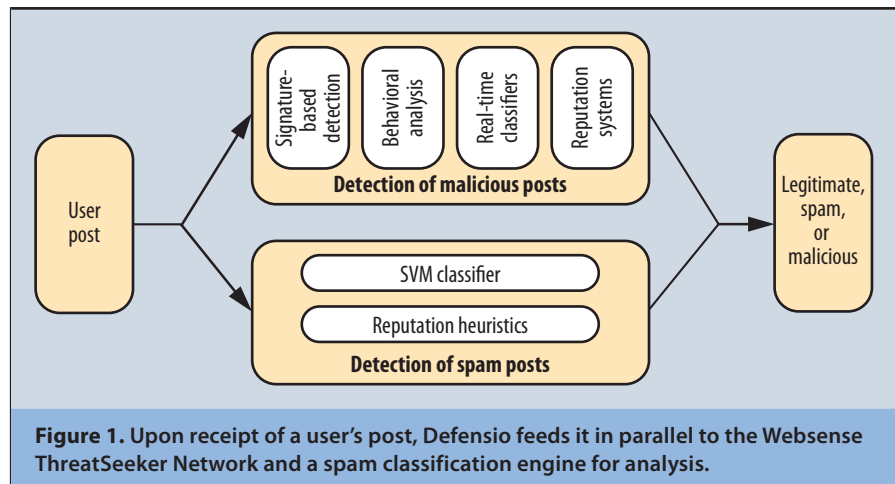 User
post
Signature-
based
detection
Behavioral
analysis
Real-time
classifiers
Reputation
systems
Detection of malicious posts
SVM classifier
Reputation heuristics
Detection of spam posts
Legitimate,
spam,
or
malicious
Figure 1. Upon receipt of a user’s post, Defensio feeds it in parallel to the Websense
ThreatSeeker Network and a spam classification engine for analysis.